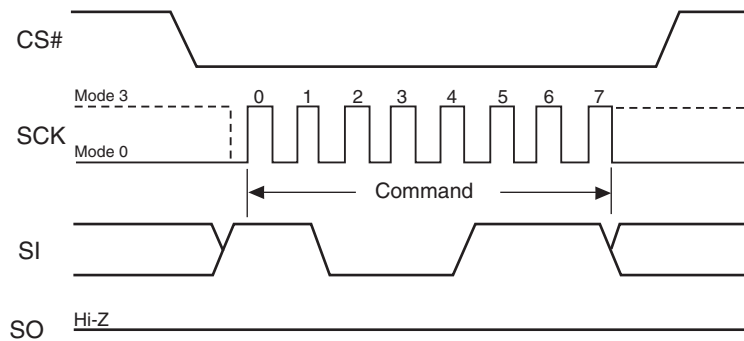 CS#
Mode 3
0 1 2 3 4 5 6 7
SCK
Mode 0
Command
SI
Hi-Z
SO